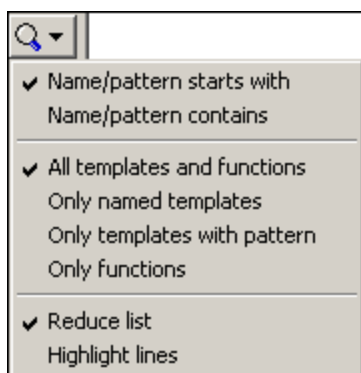 Name/pattern starts with
Name/pattern contains
All templates and functions
Only named templates
Only templates with pattern
Only functions
Reduce list
Highlight lines